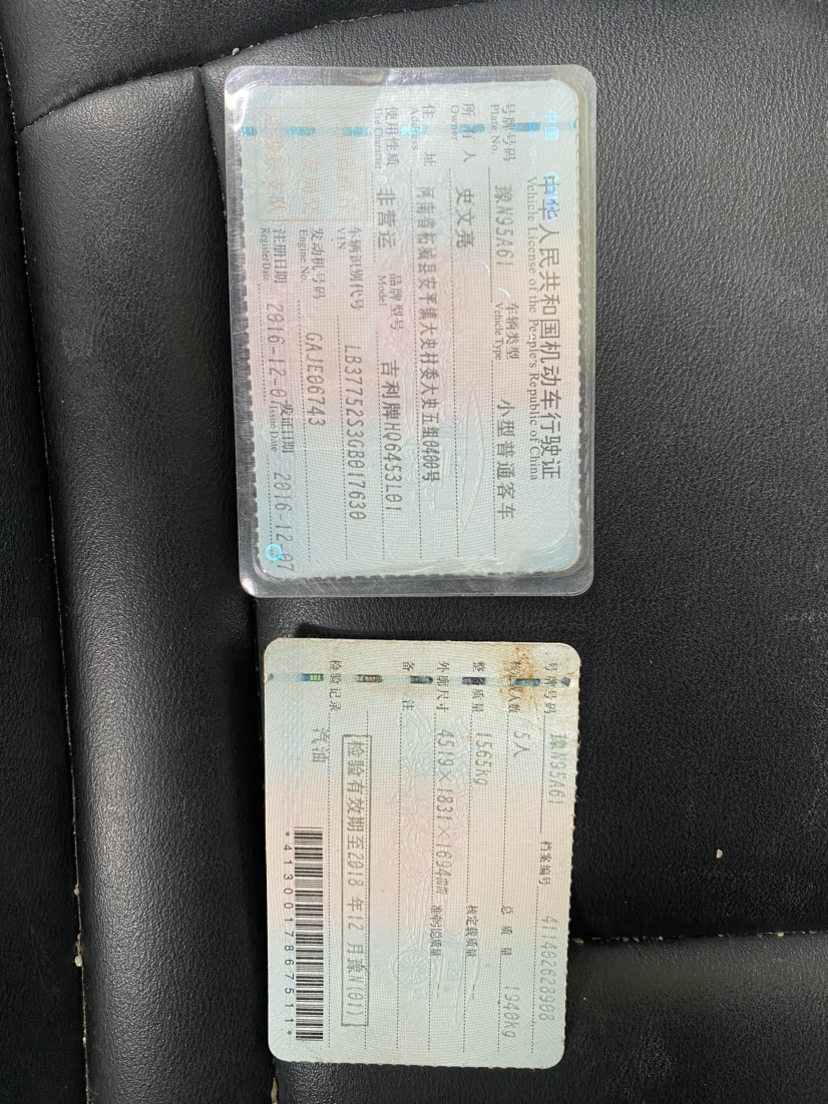 中华人民共和国机动车行驶证
Vehicle License of the People's Republic of China
号牌号码 豫N95A61 车辆类型 小型普通客车
Plate No. Vehicle Type
所有人 史文亮
Owner
住址 河南省柘城县安平镇大史村委大史五组0400号
Address
使用性质 非营运 品牌型号 吉利牌HQ6453L01
Use Character Model
车辆识别代号 LB37752S3GB017630
VIN
发动机号码 GAJE06743
Engine No.
注册日期 2016-12-07 发证日期 2016-12-07
Register Date Issue Date
号牌号码 豫N95A61 档案编号 411402628908
核定载人数 5人 总质量 1940kg
整备质量 1565kg 核定载质量 --
外廓尺寸 4519×1831×1694mm 准牵引总质量 --
备注
检验有效期至2018年12月豫N(01)
检验记录 汽油
*4130017867511*